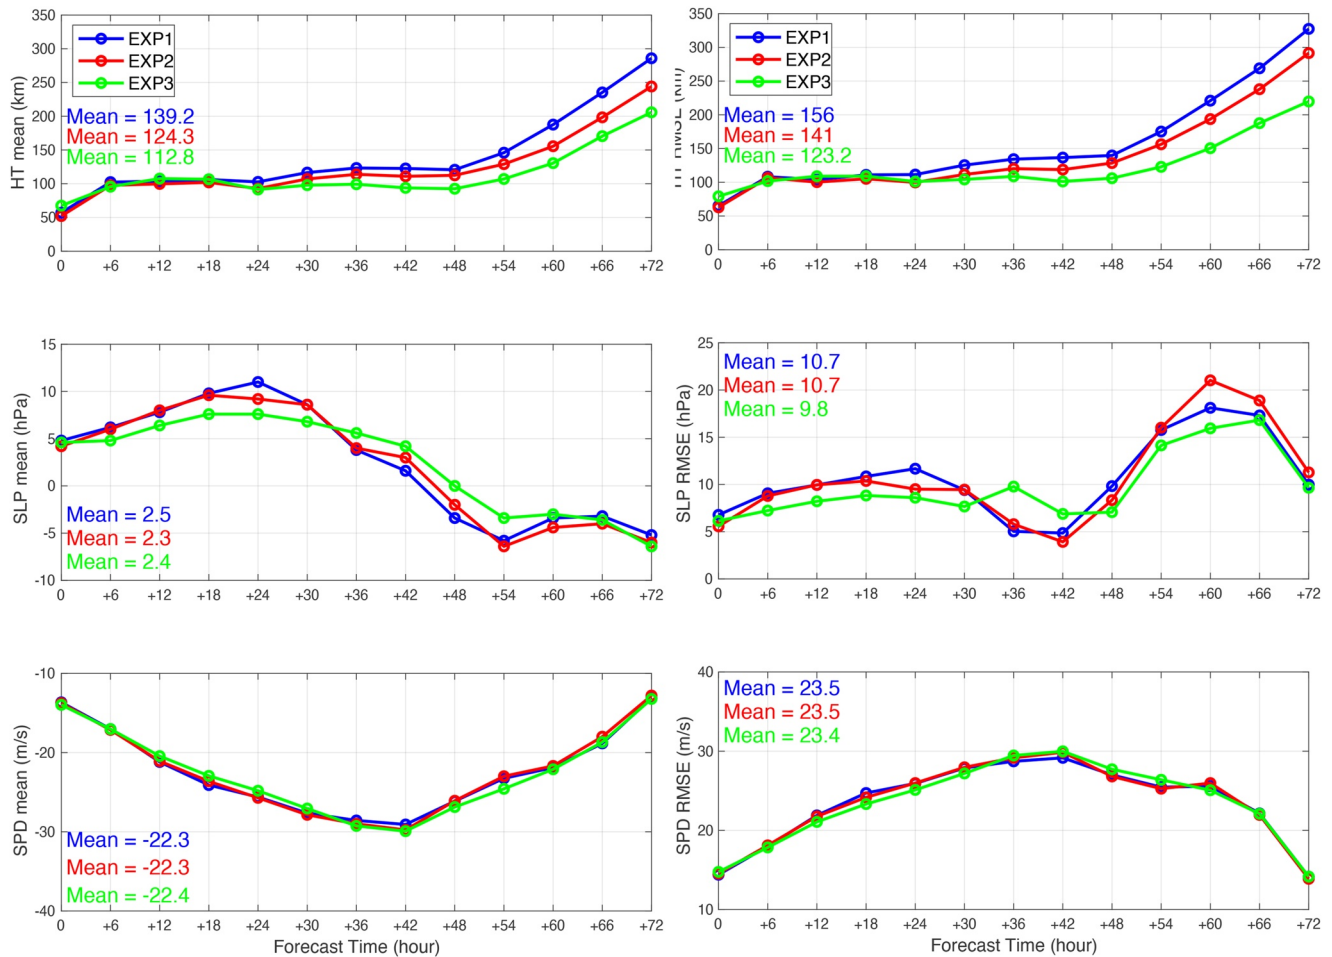 350
300
250
200
150
100
50
0
HT mean (km)
EXP1
EXP2
EXP3
Mean = 139.2
Mean = 124.3
Mean = 112.8
0 +6 +12 +18 +24 +30 +36 +42 +48 +54 +60 +66 +72
350
300
250
200
150
100
50
0
EXP1
EXP2
EXP3
Mean = 156
Mean = 141
Mean = 123.2
0 +6 +12 +18 +24 +30 +36 +42 +48 +54 +60 +66 +72
15
10
5
0
-5
-10
SLP mean (hPa)
Mean = 2.5
Mean = 2.3
Mean = 2.4
0 +6 +12 +18 +24 +30 +36 +42 +48 +54 +60 +66 +72
25
20
15
10
5
0
SLP RMSE (hPa)
Mean = 10.7
Mean = 10.7
Mean = 9.8
0 +6 +12 +18 +24 +30 +36 +42 +48 +54 +60 +66 +72
-10
-20
-30
-40
SPD mean (m/s)
Mean = -22.3
Mean = -22.3
Mean = -22.4
0 +6 +12 +18 +24 +30 +36 +42 +48 +54 +60 +66 +72
Forecast Time (hour)
40
30
20
10
SPD RMSE (m/s)
Mean = 23.5
Mean = 23.5
Mean = 23.4
0 +6 +12 +18 +24 +30 +36 +42 +48 +54 +60 +66 +72
Forecast Time (hour)